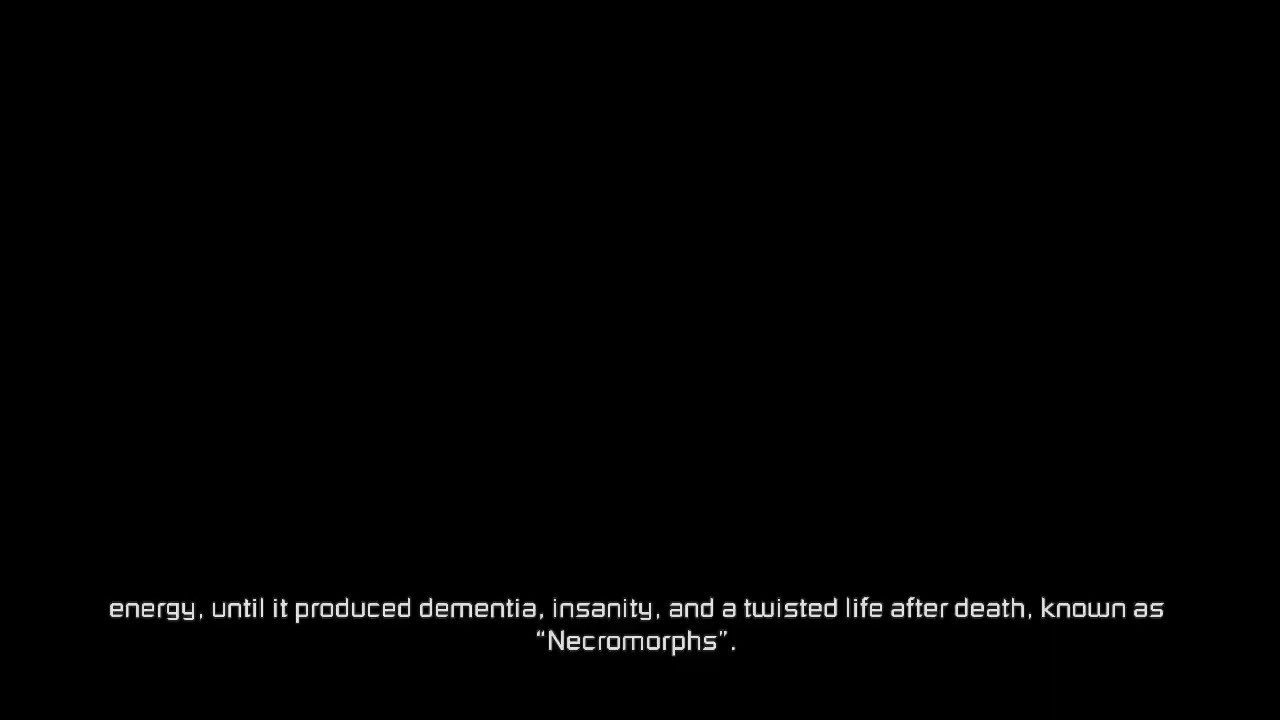 energy, until it produced dementia, insanity, and a twisted life after death, known as
“Necromorphs”.